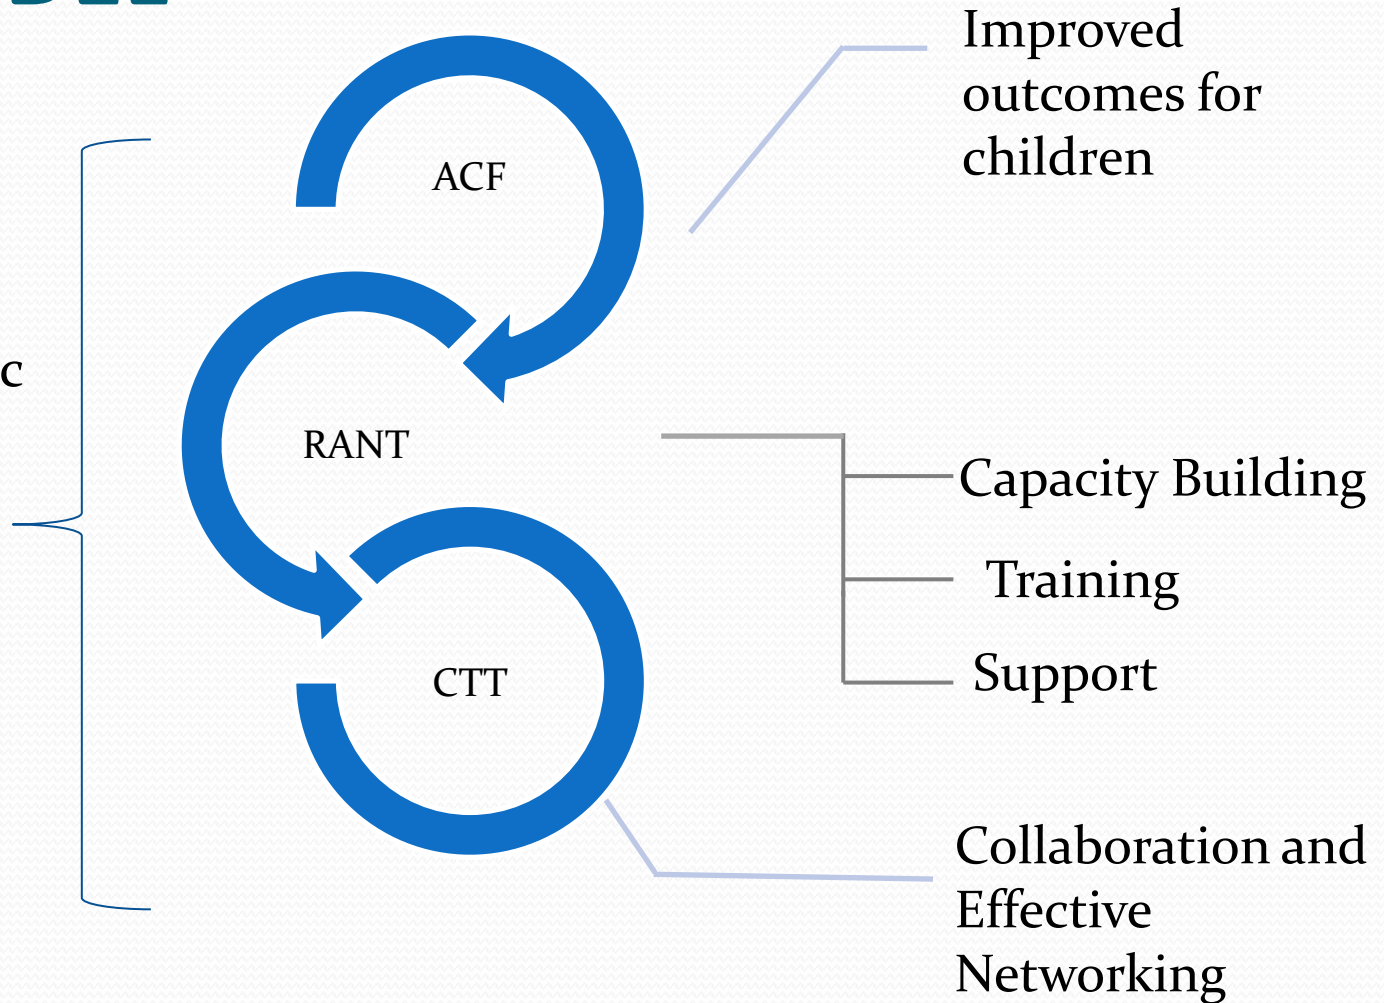 Improved
outcomes for
children
ACF
c
RANT
Capacity Building
Training
Support
CTT
Collaboration and
Effective
Networking